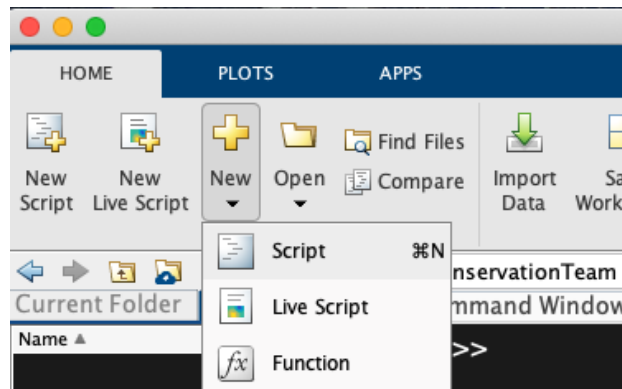 HOME PLOTS APPS
New Script
New Live Script
New
Open
Find Files
Compare
Import Data
Script ⌘N
Live Script
fx Function
nservationTeam
Current Folder
mmand Window
Name
>>